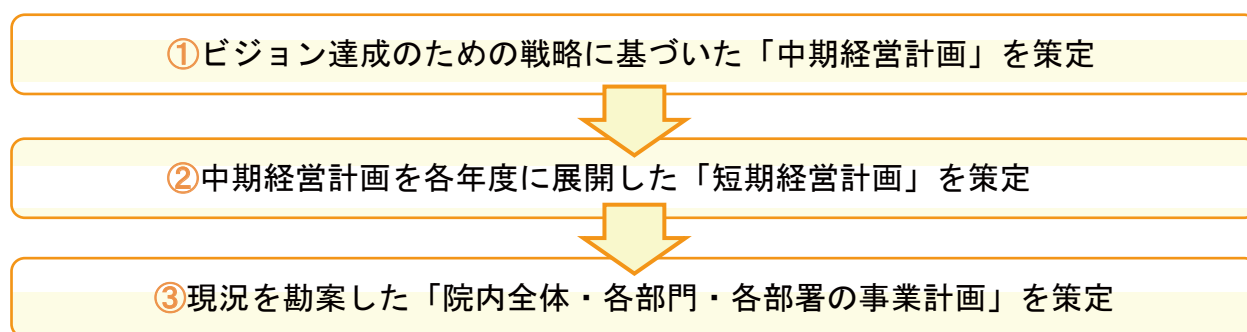 ①ビジョン達成のための戦略に基づいた「中期経営計画」を策定
②中期経営計画を各年度に展開した「短期経営計画」を策定
③現況を勘案した「院内全体・各部門・各部署の事業計画」を策定